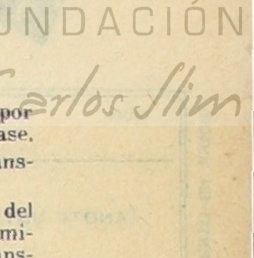 UNDACIÓN
Carlos Slim
por
ase,
ans-
del
mi-
ans-